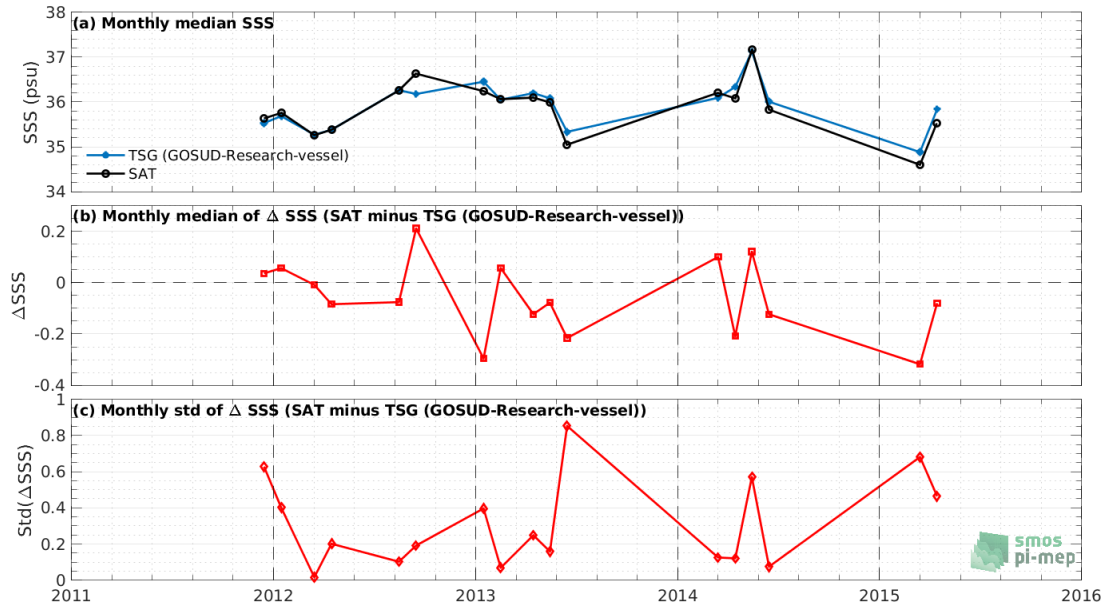 (a) Monthly median SSS
38
37
36
35
34
SSS (psu)
TSG (GOSUD-Research-vessel)
SAT
(b) Monthly median of Δ SSS (SAT minus TSG (GOSUD-Research-vessel))
0.2
0
-0.2
-0.4
ΔSSS
(c) Monthly std of Δ SSS (SAT minus TSG (GOSUD-Research-vessel))
1
0.8
0.6
0.4
0.2
0
Std(ΔSSS)
smos
pi-mep
2011 2012 2013 2014 2015 2016